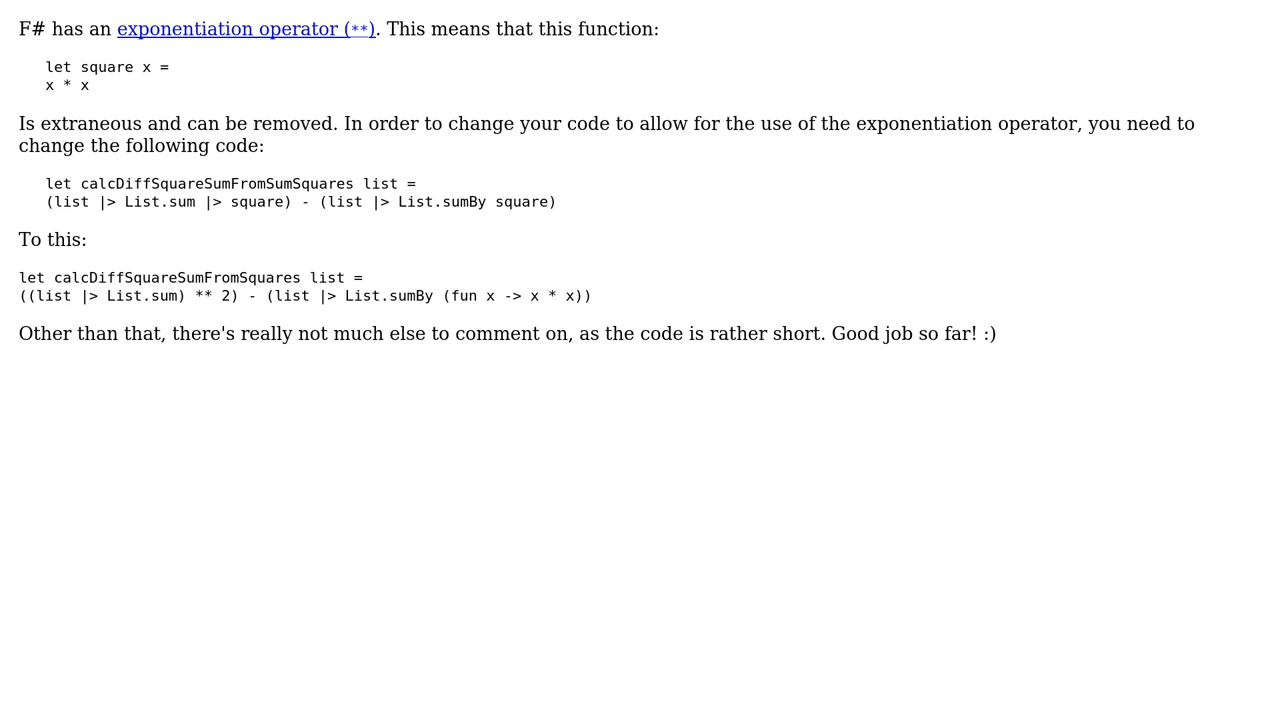 F# has an exponentiation operator (**). This means that this function:
let square x =
x * x
Is extraneous and can be removed. In order to change your code to allow for the use of the exponentiation operator, you need to
change the following code:
let calcDiffSquareSumFromSumSquares list =
(list |> List.sum |> square) - (list |> List.sumBy square)
To this:
let calcDiffSquareSumFromSquares list =
((list |> List.sum) ** 2) - (list |> List.sumBy (fun x -> x * x))
Other than that, there's really not much else to comment on, as the code is rather short. Good job so far! :)